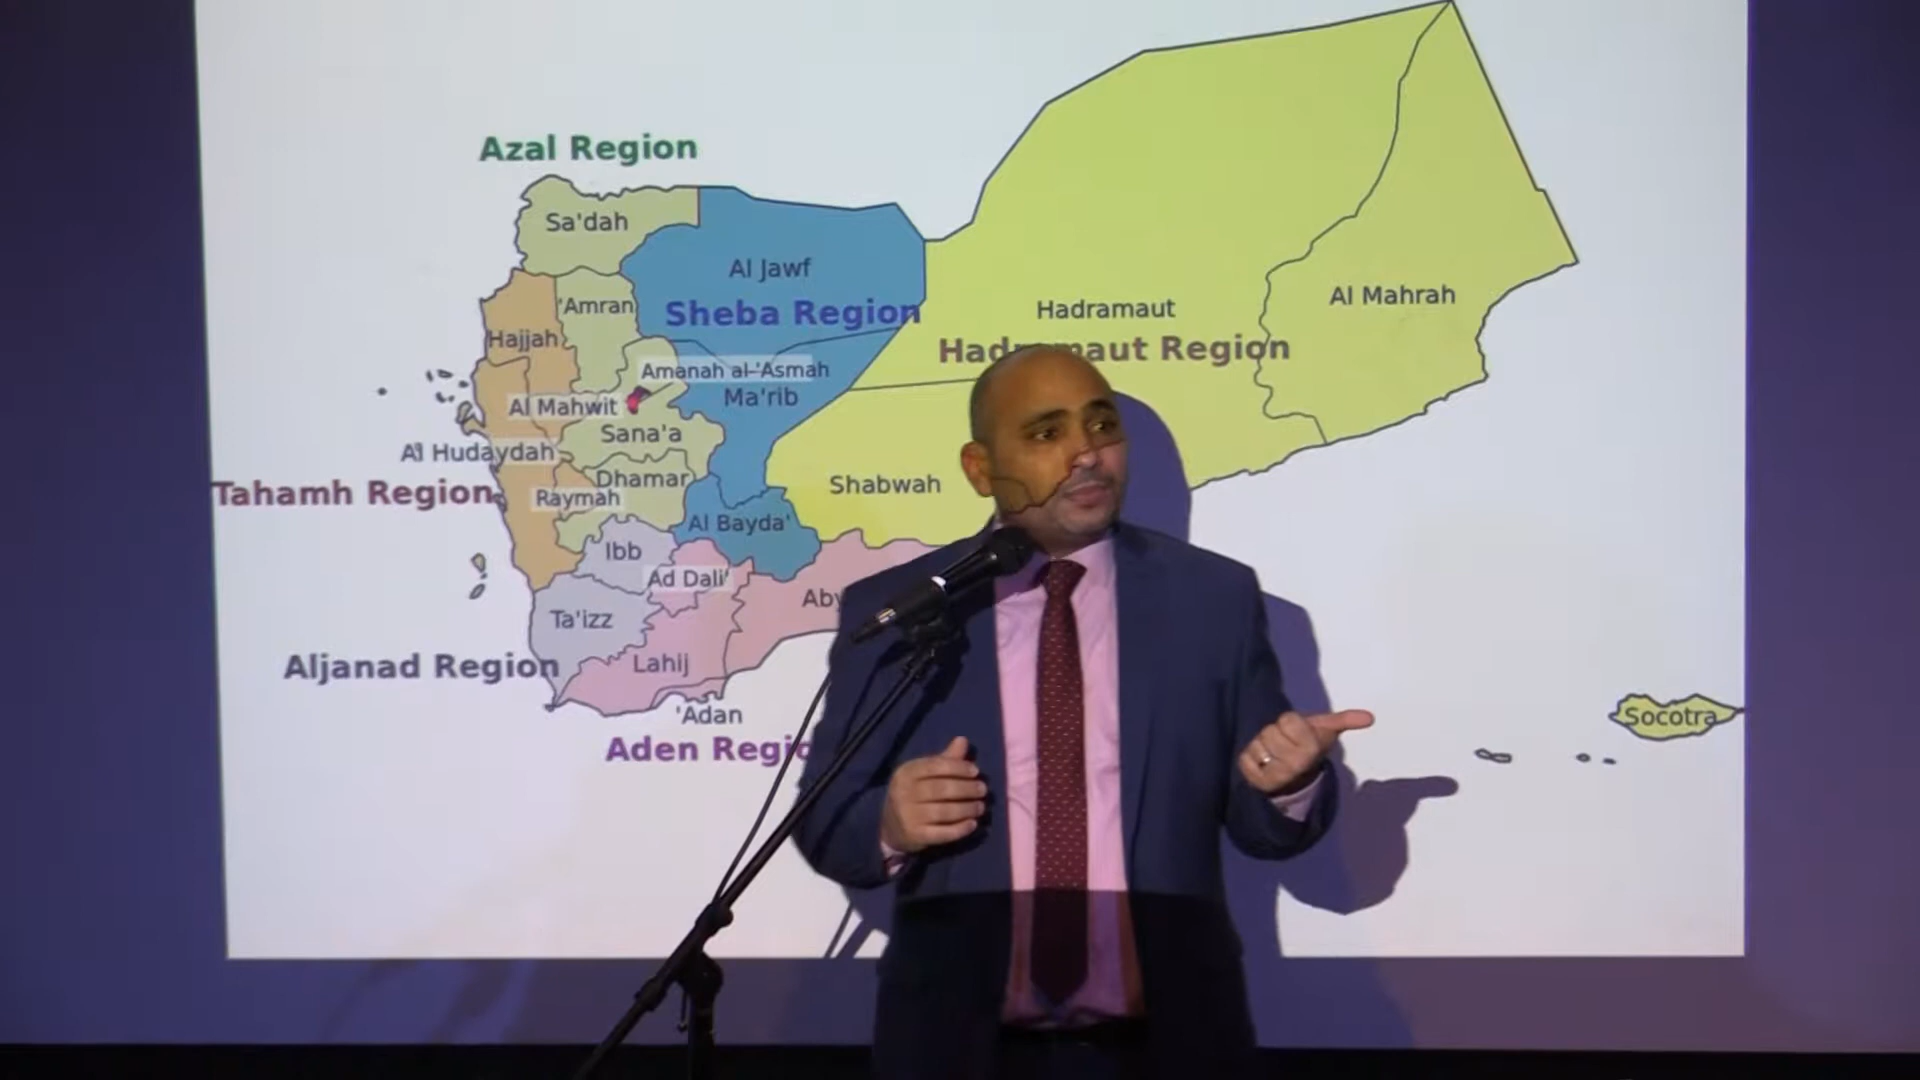 Azal Region
Sa'dah
Al Jawf
Al Mahrah
'Amran
Sheba Region
Hadramaut
Hajjah
Region
Amanah al-'Asmah
Ma'rib
Al Mahwit
Sana'a
Al Hudaydah
Dhamar
Shabwah
Tahamh Region
Raymah
Al Bayda'
Ibb
Ad Dali'
Ta'izz
Lahij
Aljanad Region
'Adan
Socotra
Aden